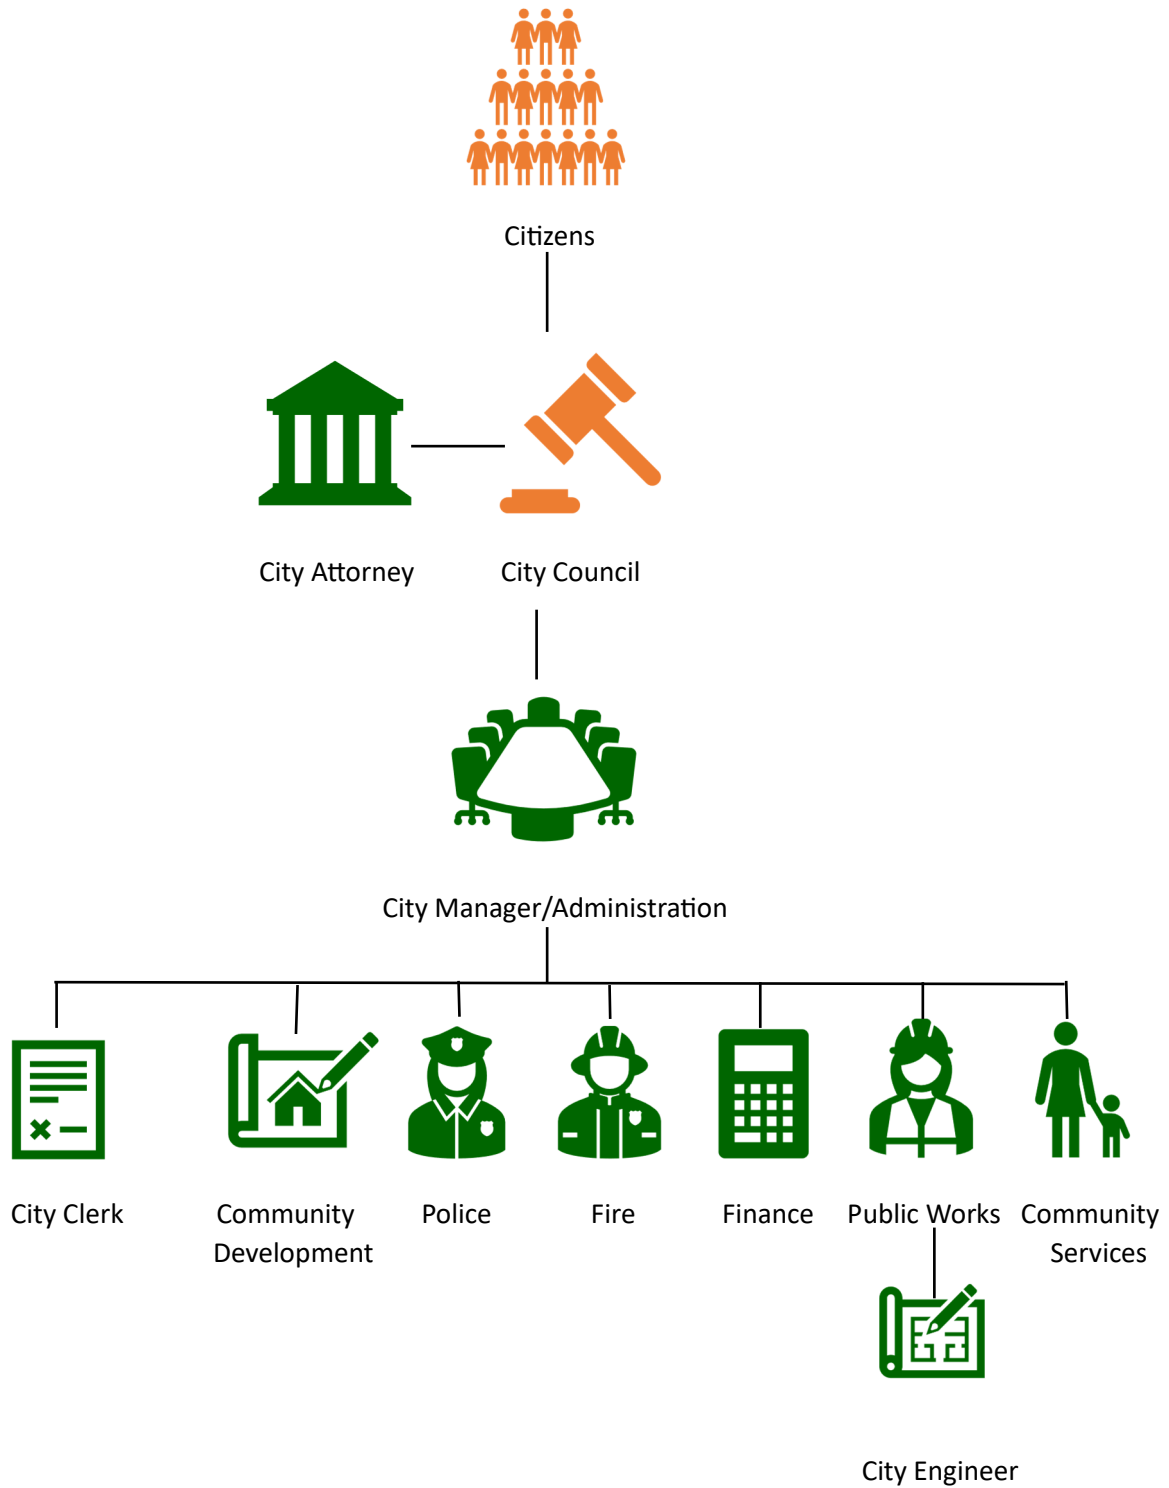 Citizens
City Attorney
City Council
City Manager/Administration
City Clerk
Community
Development
Police
Fire
Finance
Public Works
Community
Services
City Engineer